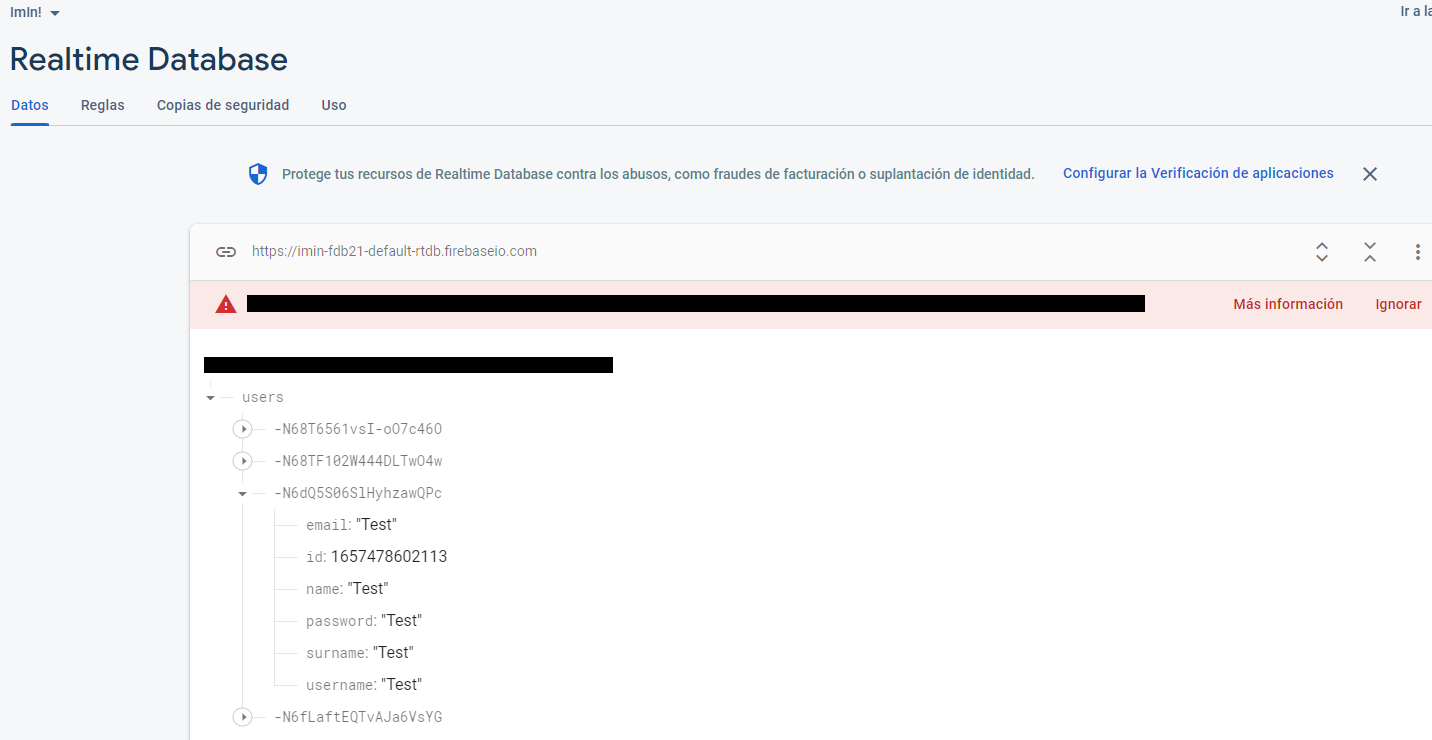 ImIn!
Ir a la
Realtime Database
Datos Reglas Copias de seguridad Uso
Protege tus recursos de Realtime Database contra los abusos, como fraudes de facturación o suplantación de identidad. Configurar la Verificación de aplicaciones
https://imin-fdb21-default-rtdb.firebaseio.com
Más información Ignorar
users
-N68T6561vsI-oO7c46O
-N68TF102W444DLTwO4w
-N6dQ5S06SlHyhzawQPc
email: "Test"
id: 1657478602113
name: "Test"
password: "Test"
surname: "Test"
username: "Test"
-N6fLaftEQTvAJa6VsYG